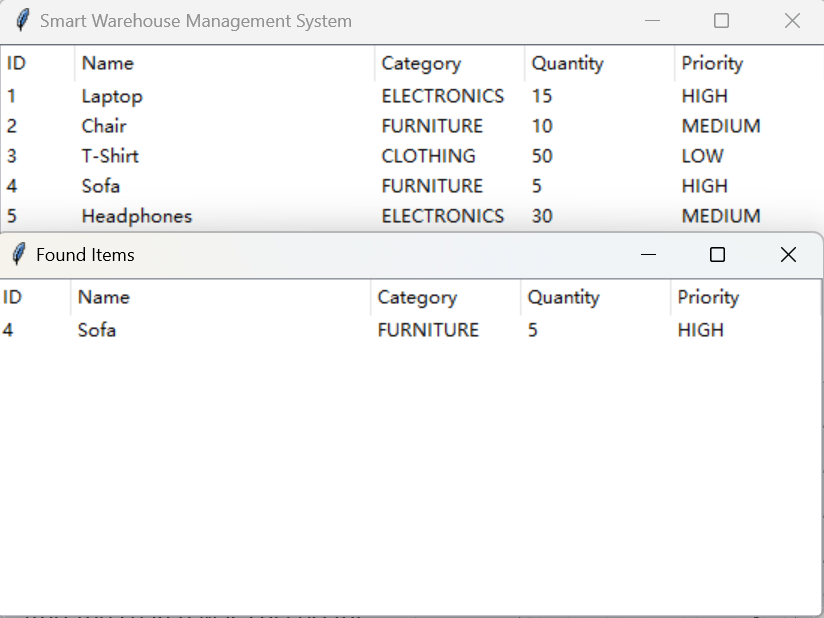 Smart Warehouse Management System
ID Name Category Quantity Priority
1 Laptop ELECTRONICS 15 HIGH
2 Chair FURNITURE 10 MEDIUM
3 T-Shirt CLOTHING 50 LOW
4 Sofa FURNITURE 5 HIGH
5 Headphones ELECTRONICS 30 MEDIUM
Found Items
ID Name Category Quantity Priority
4 Sofa FURNITURE 5 HIGH